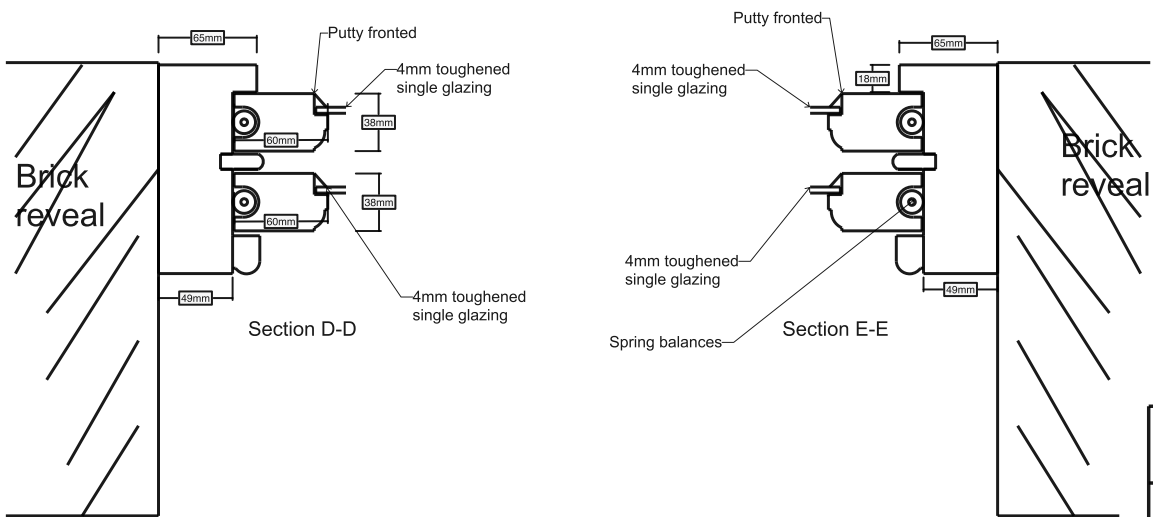 65mm
Putty fronted
4mm toughened
single glazing
38mm
60mm
Brick
reveal
38mm
60mm
49mm
4mm toughened
single glazing
Section D-D
Putty fronted
65mm
4mm toughened
single glazing
18mm
Brick
reveal
4mm toughened
single glazing
49mm
Section E-E
Spring balances